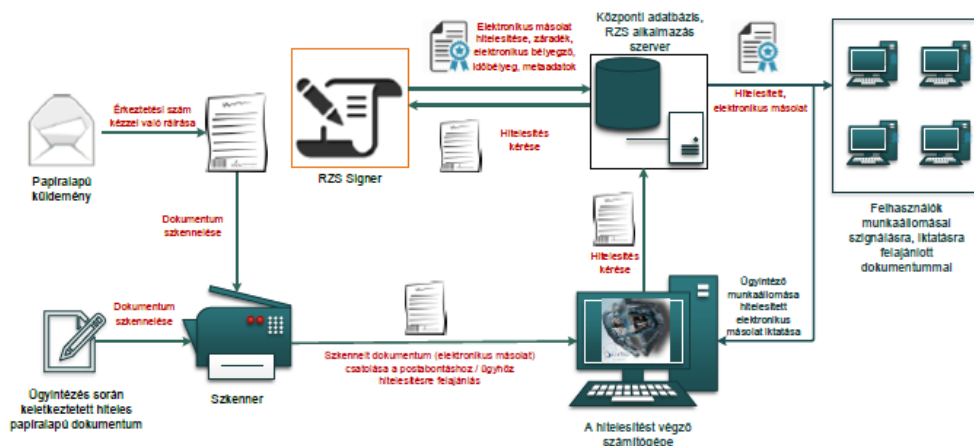 Elektronikus másolat
hitelesítése, záradék,
elektronikus bélyegző,
időbélyeg, metaadatok
Központi adatbázis,
RZS alkalmazás
szerver
Érkeztetési szám
kézzel való ráírása
Hitelesített,
elektronikus másolat
Hitelesítés
kérése
Papíralapú
küldemény
RZS Signer
Felhasználók
munkaállomásai
szignálásra, iktatásra
felajánlott
dokumentummal
Dokumentum
szkennelése
Hitelesítés
kérése
Ügyintéző
munkaállomása
hitelesített
elektronikus
másolat iktatása
Dokumentum
szkennelése
Szkennelt dokumentum (elektronikus másolat)
csatolása a postabontáshoz / ügyhöz
hitelesítésre felajánlás
Ügyintézés során
keletkeztetett hiteles
papíralapú dokumentum
Szkenner
A hitelesítést végző
számítógépe